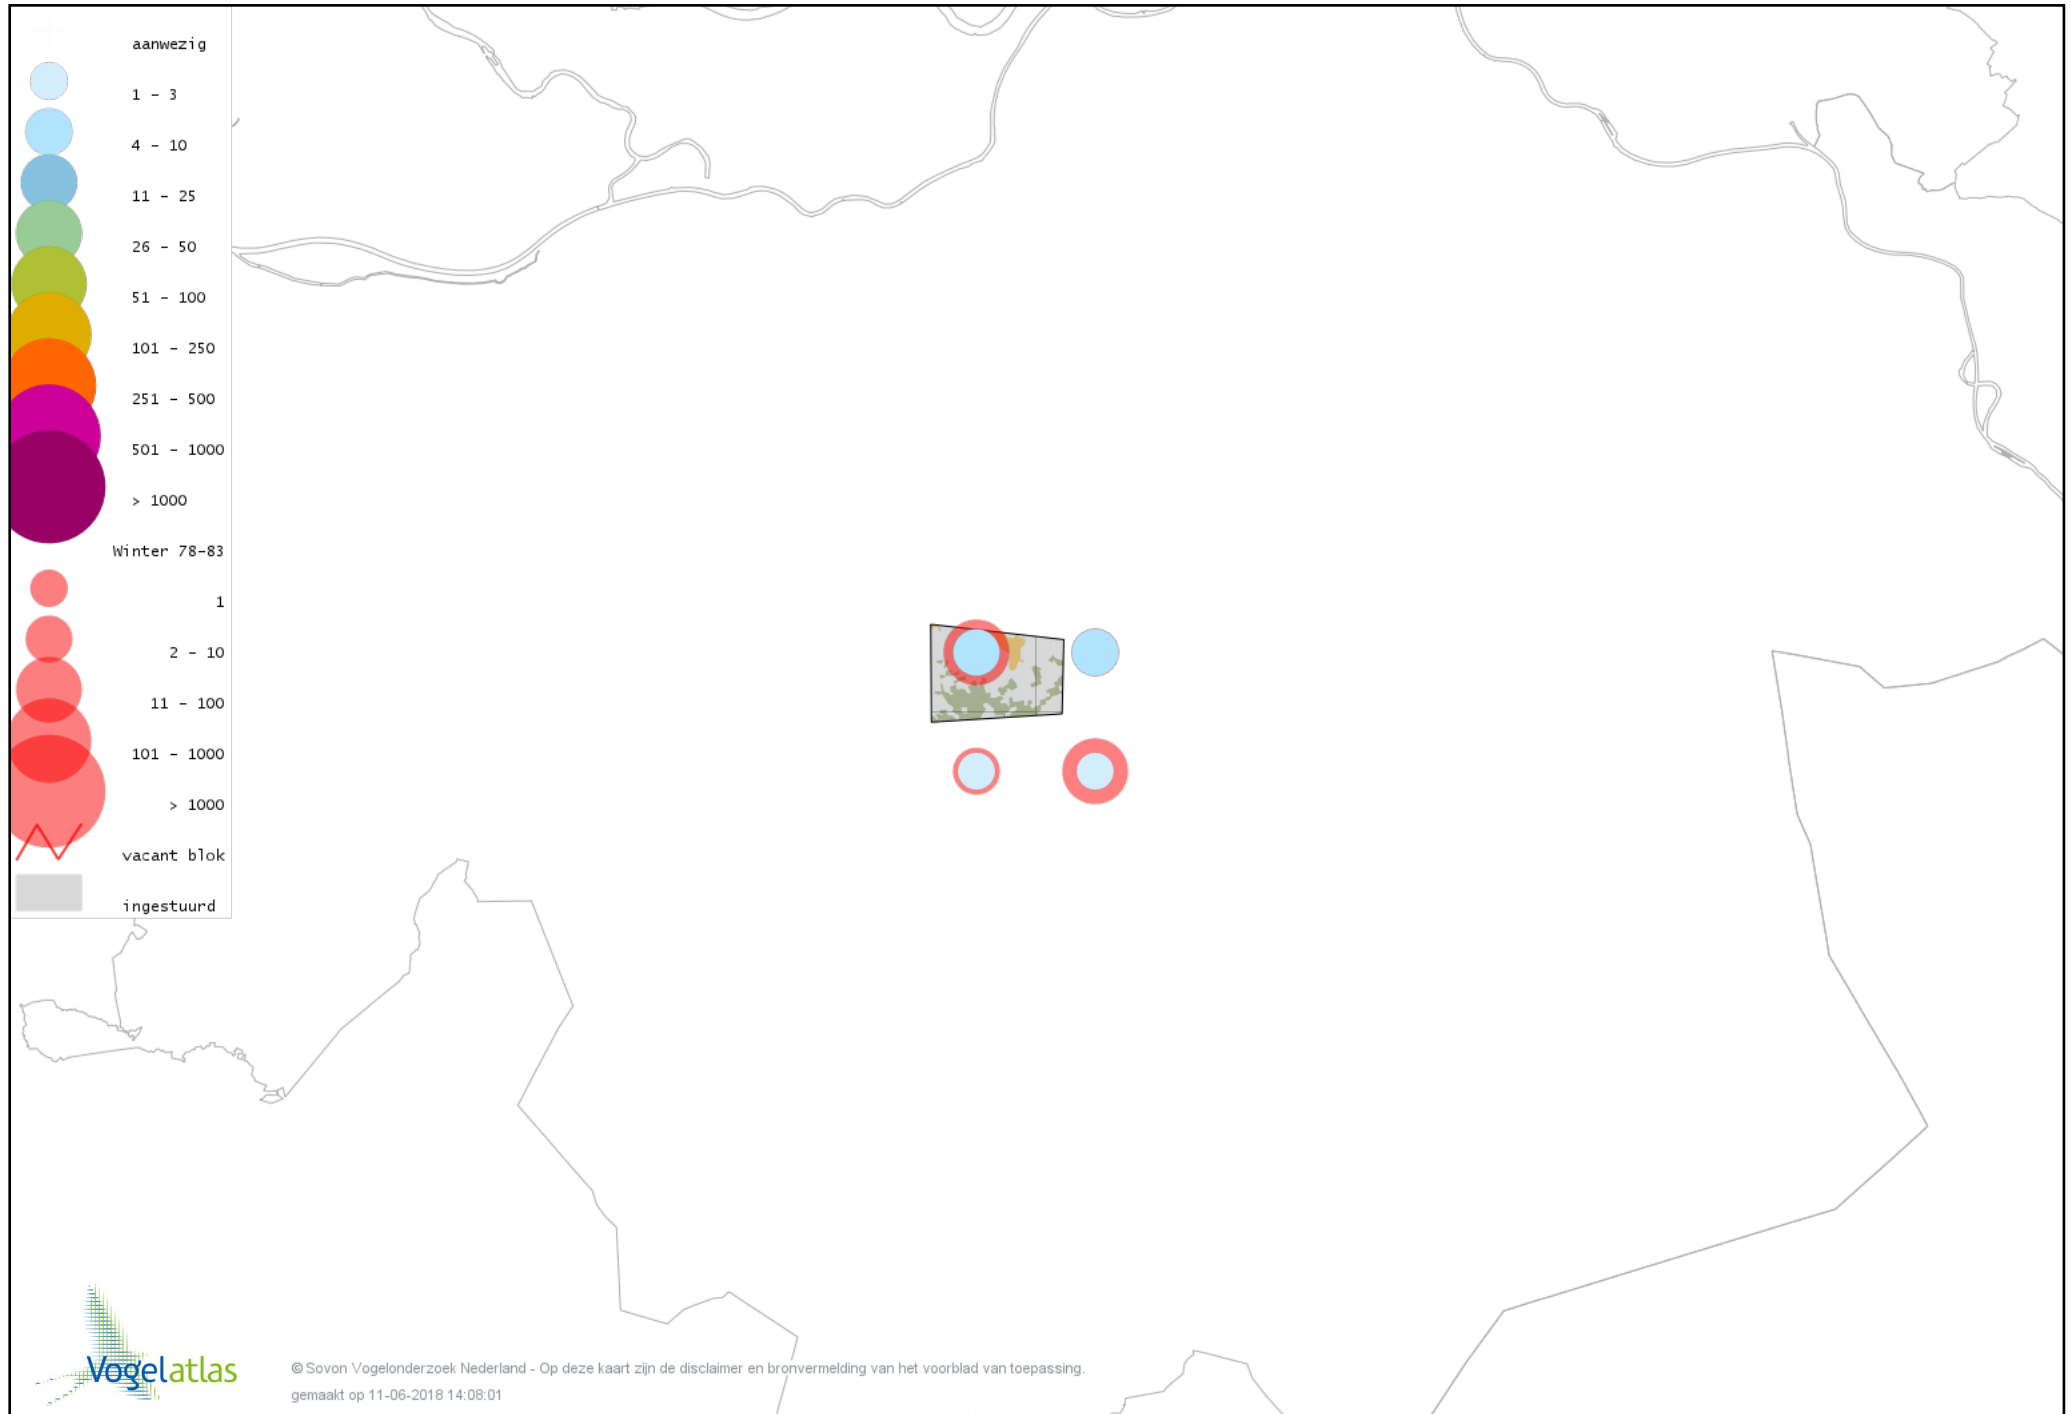 aanwezig
1 - 3
4 - 10
11 - 25
26 - 50
51 - 100
101 - 250
251 - 500
501 - 1000
> 1000
Winter 78-83
1
2 - 10
11 - 100
101 - 1000
> 1000
vacant blok
ingestuurd
Vogelatlas
© Sovon Vogelonderzoek Nederland - Op deze kaart zijn de disclaimer en bronvermelding van het voorblad van toepassing.
gemaakt op 11-06-2018 14:08:01